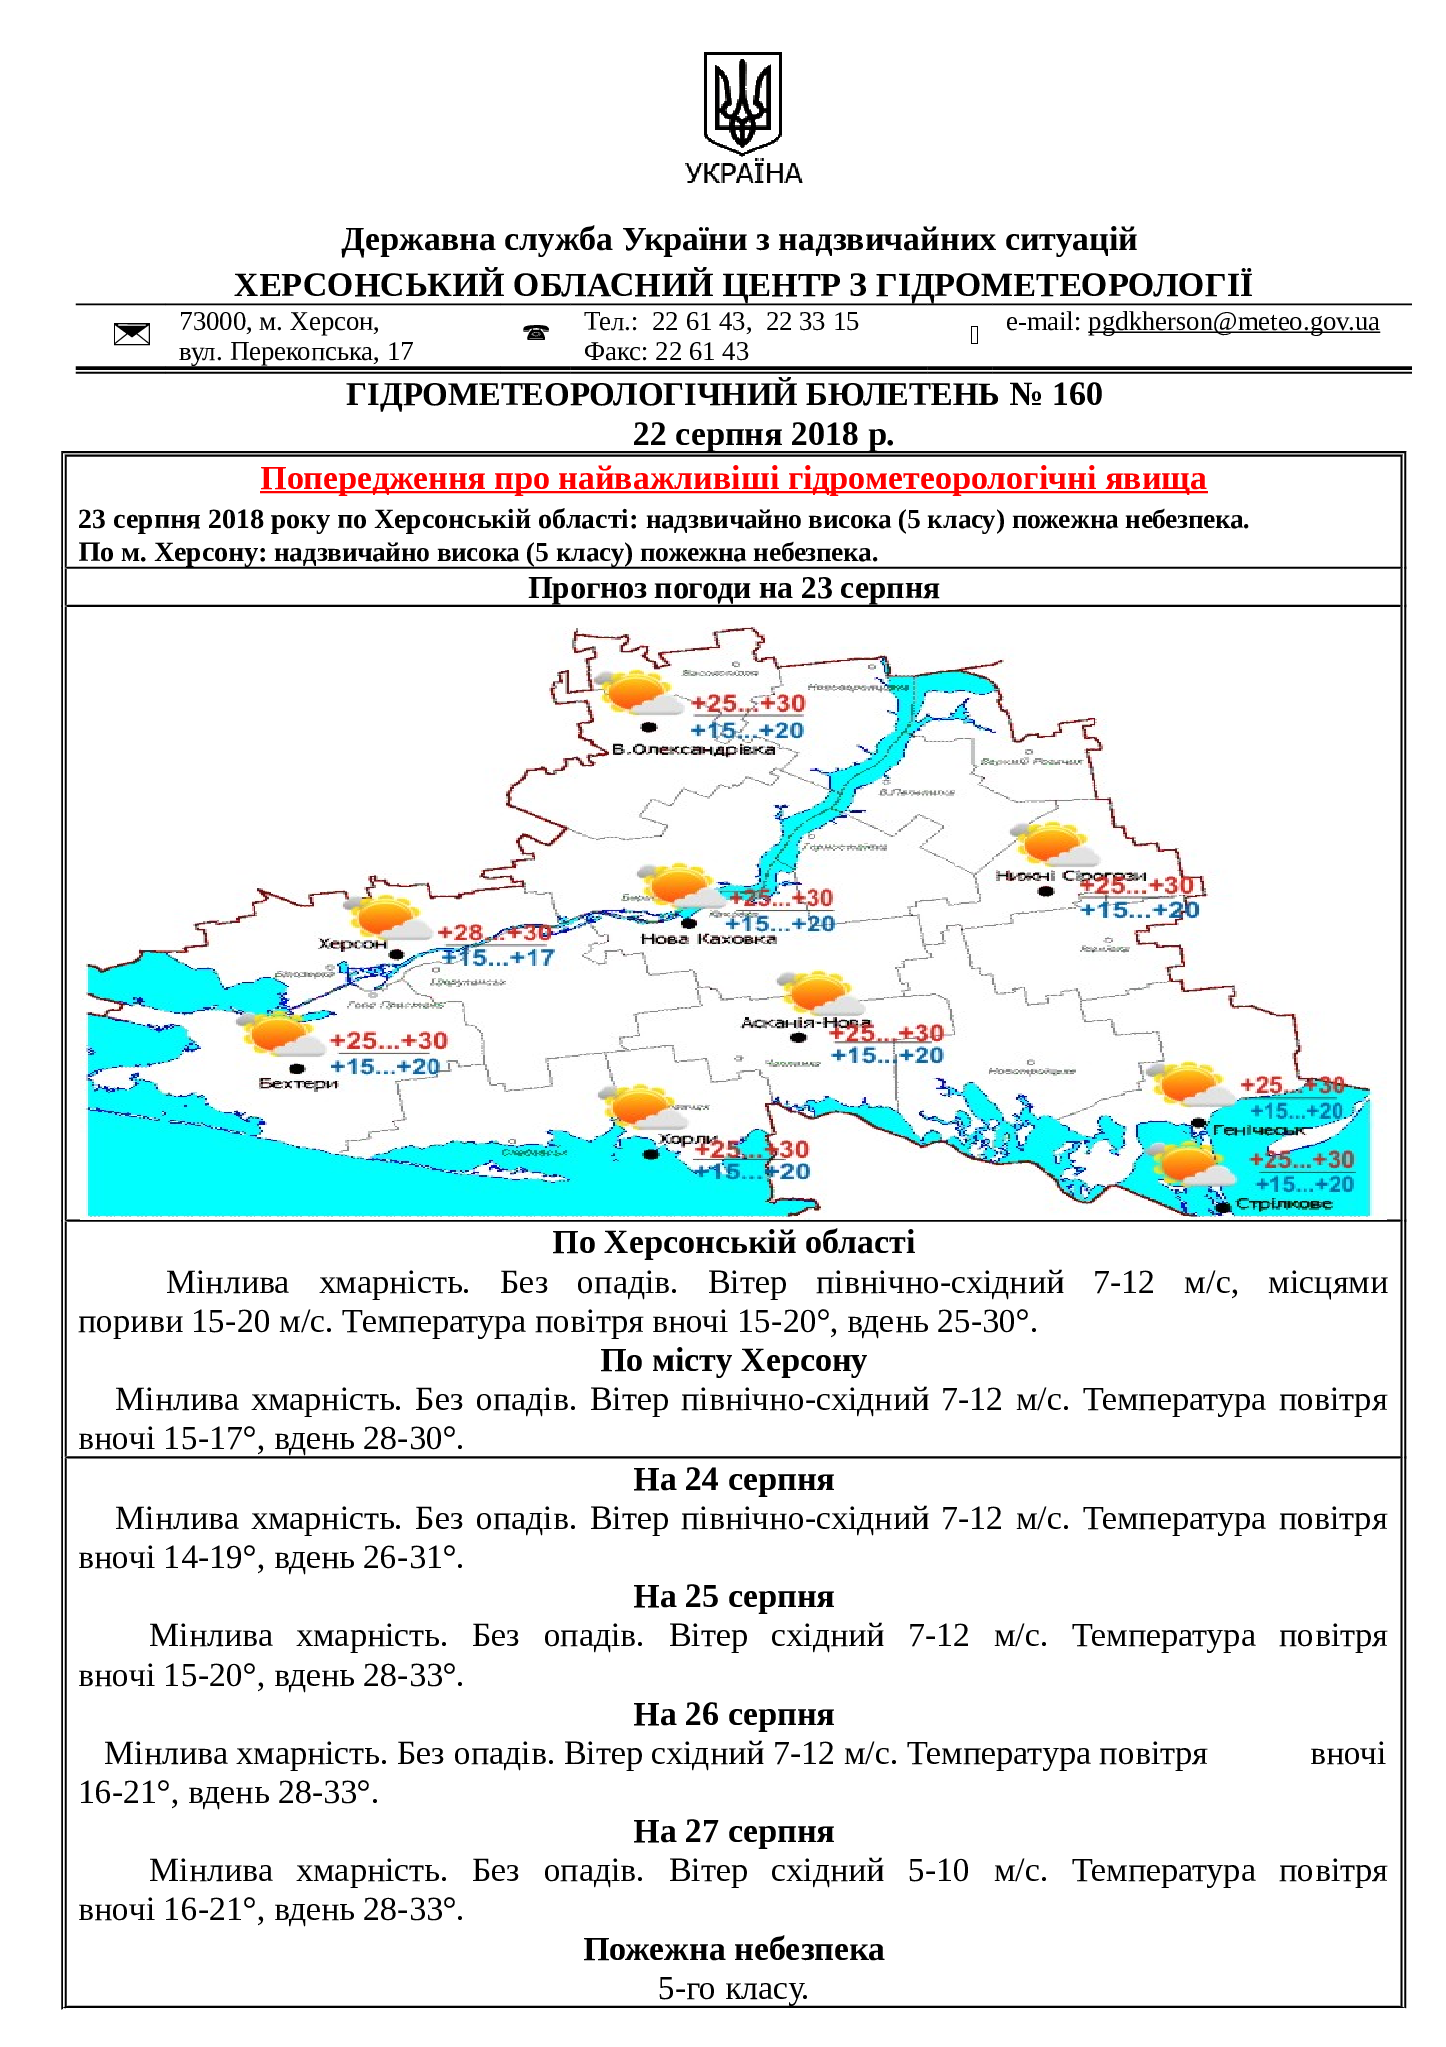 УКРАЇНА
Державна служба України з надзвичайних ситуацій
ХЕРСОНСЬКИЙ ОБЛАСНИЙ ЦЕНТР З ГІДРОМЕТЕОРОЛОГІЇ
73000, м. Херсон,
вул. Перекопська, 17
Тел.: 22 61 43, 22 33 15
Факс: 22 61 43
e-mail: pgdkherson@meteo.gov.ua
ГІДРОМЕТЕОРОЛОГІЧНИЙ БЮЛЕТЕНЬ № 160
22 серпня 2018 р.
Попередження про найважливіші гідрометеорологічні явища
23 серпня 2018 року по Херсонській області: надзвичайно висока (5 класу) пожежна небезпека.
По м. Херсону: надзвичайно висока (5 класу) пожежна небезпека.
Прогноз погоди на 23 серпня
+25...+30
+15...+20
В.Олександрівка
Нижні Сірогози
+25...+30
+15...+20
+25...+30
+15...+20
Нова Каховка
Херсон
+28...+30
+15...+17
Асканія-Нова
+25...+30
+15...+20
+25...+30
+15...+20
Бехтери
+25...+30
+15...+20
Генічеськ
Хорли
+25...+30
+15...+20
+25...+30
+15...+20
Стрілкове
По Херсонській області
Мінлива хмарність. Без опадів. Вітер північно-східний 7-12 м/с, місцями
пориви 15-20 м/с. Температура повітря вночі 15-20°, вдень 25-30°.
По місту Херсону
Мінлива хмарність. Без опадів. Вітер північно-східний 7-12 м/с. Температура повітря
вночі 15-17°, вдень 28-30°.
На 24 серпня
Мінлива хмарність. Без опадів. Вітер північно-східний 7-12 м/с. Температура повітря
вночі 14-19°, вдень 26-31°.
На 25 серпня
Мінлива хмарність. Без опадів. Вітер східний 7-12 м/с. Температура повітря
вночі 15-20°, вдень 28-33°.
На 26 серпня
Мінлива хмарність. Без опадів. Вітер східний 7-12 м/с. Температура повітря вночі
16-21°, вдень 28-33°.
На 27 серпня
Мінлива хмарність. Без опадів. Вітер східний 5-10 м/с. Температура повітря
вночі 16-21°, вдень 28-33°.
Пожежна небезпека
5-го класу.